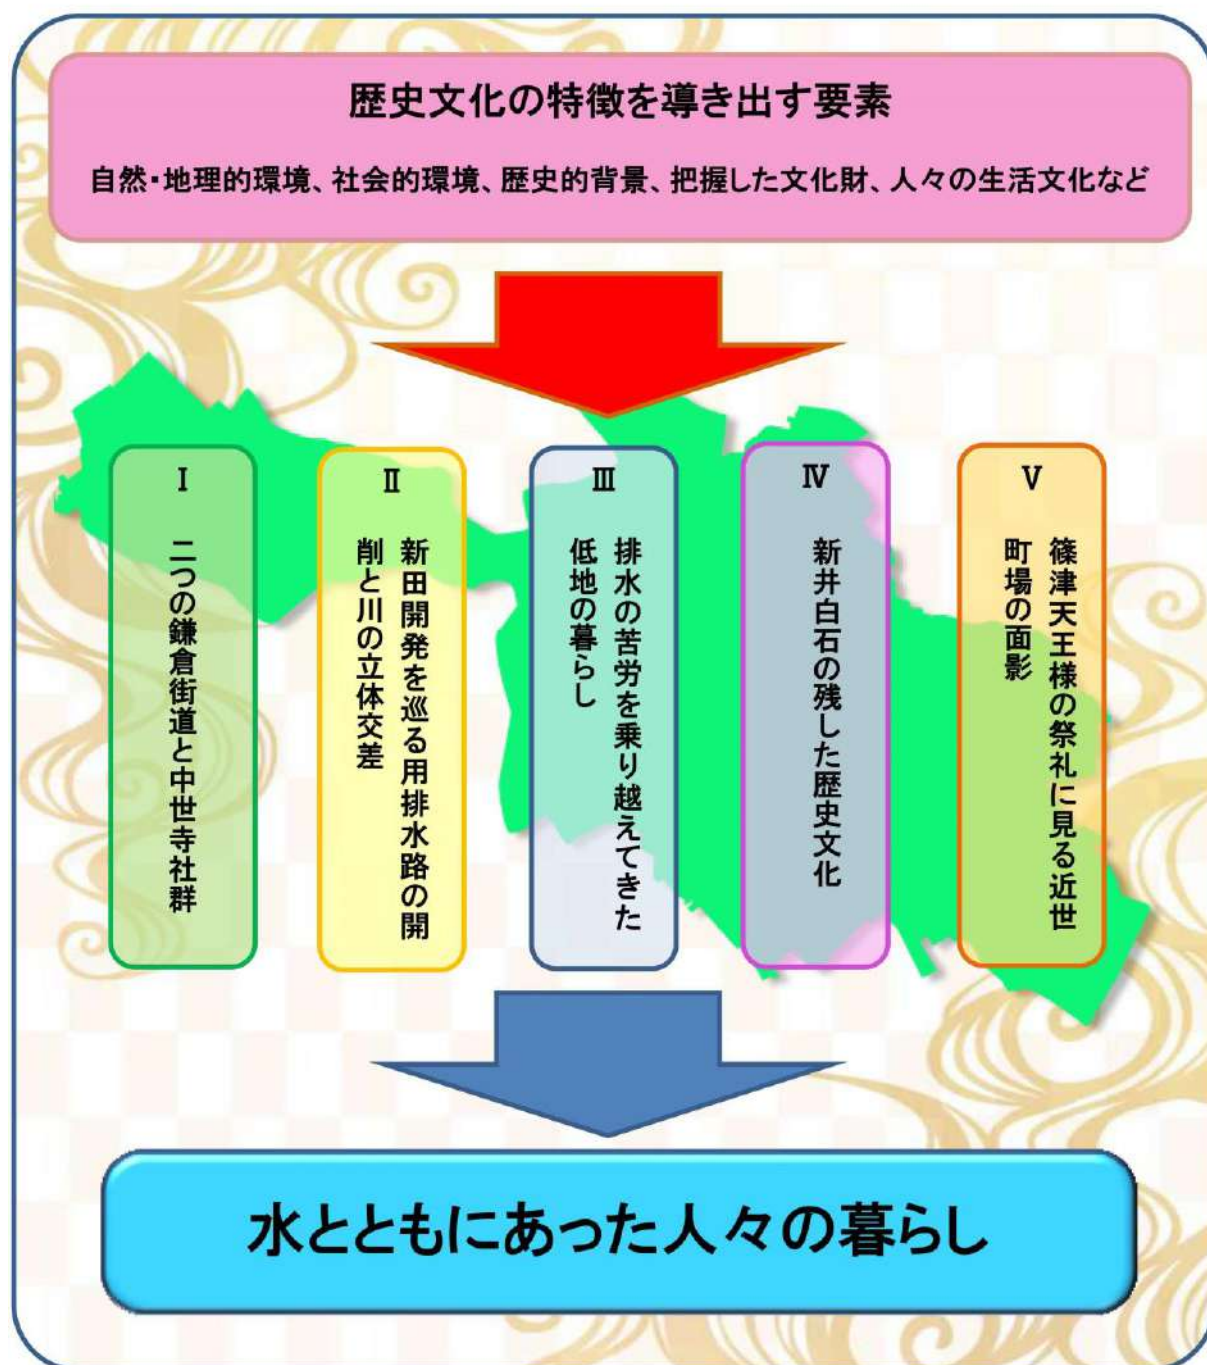 歴史文化の特徴を導き出す要素
自然・地理的環境、社会的環境、歴史的背景、把握した文化財、人々の生活文化など
Ⅰ
二つの鎌倉街道と中世寺社群
Ⅱ
新田開発を巡る用排水路の開
削と川の立体交差
Ⅲ
排水の苦労を乗り越えてきた
低地の暮らし
Ⅳ
新井白石の残した歴史文化
Ⅴ
篠津天王様の祭礼に見る近世
町場の面影
水とともにあった人々の暮らし